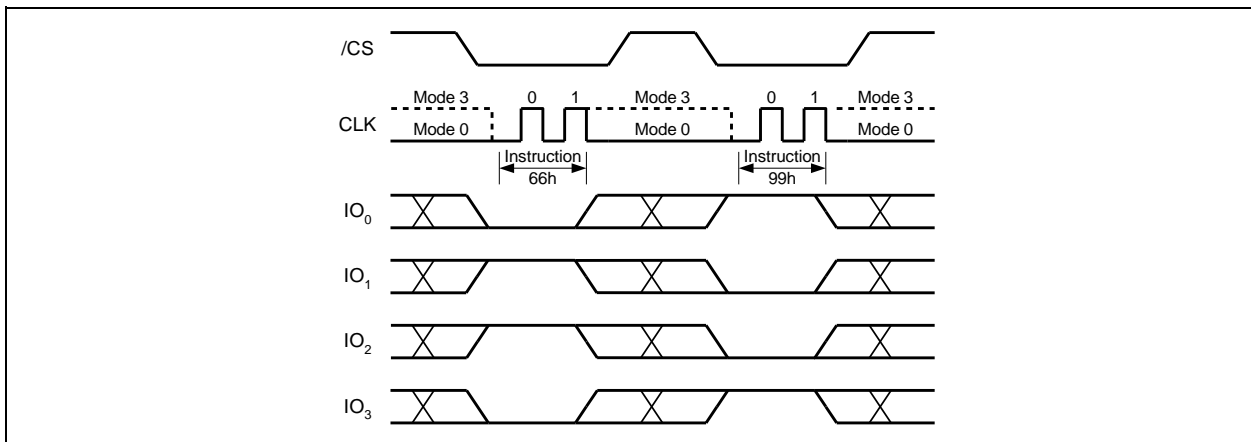 /CS
Mode 3 0 1 Mode 3 0 1 Mode 3
CLK Mode 0 Mode 0 Mode 0
Instruction Instruction
66h 99h
IO0
IO1
IO2
IO3